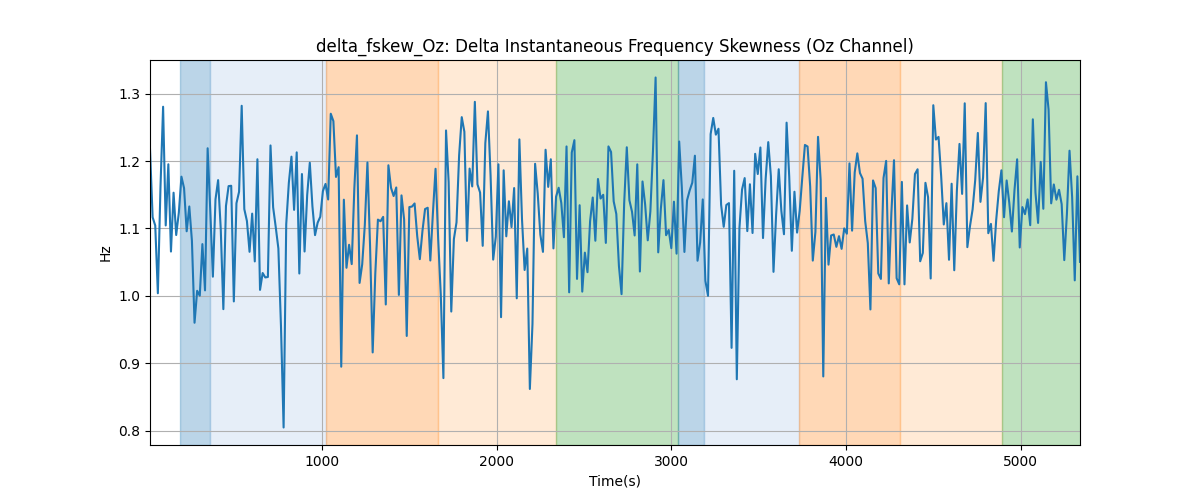 delta_fskew_Oz: Delta Instantaneous Frequency Skewness (Oz Channel)
1.3
1.2
1.1
1.0
0.9
0.8
Hz
1000 2000 3000 4000 5000
Time(s)